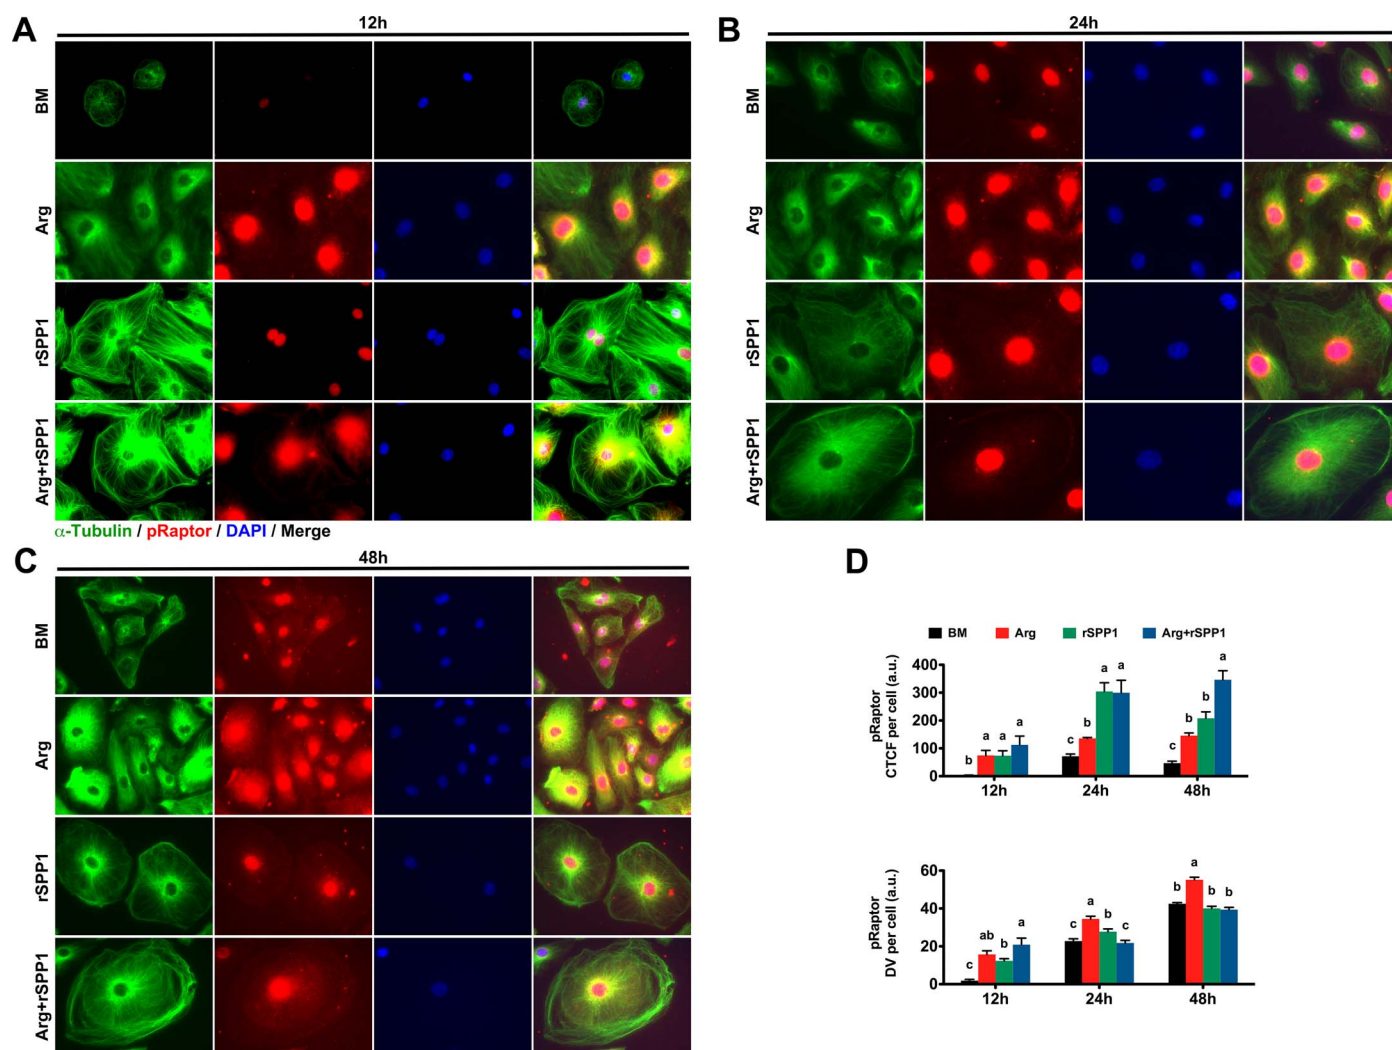 A
12h
BM
Arg
rSPP1
Arg+rSPP1
α-Tubulin / pRaptor / DAPI / Merge
B
24h
BM
Arg
rSPP1
Arg+rSPP1
C
48h
BM
Arg
rSPP1
Arg+rSPP1
D
BM Arg rSPP1 Arg+rSPP1
pRaptor
CTCF per cell (a.u.)
400
300
200
100
0
b a a a
c b a a
c b b a
12h 24h 48h
pRaptor
DV per cell (a.u.)
60
40
20
0
c ab b a
c a b c
b a b b
12h 24h 48h